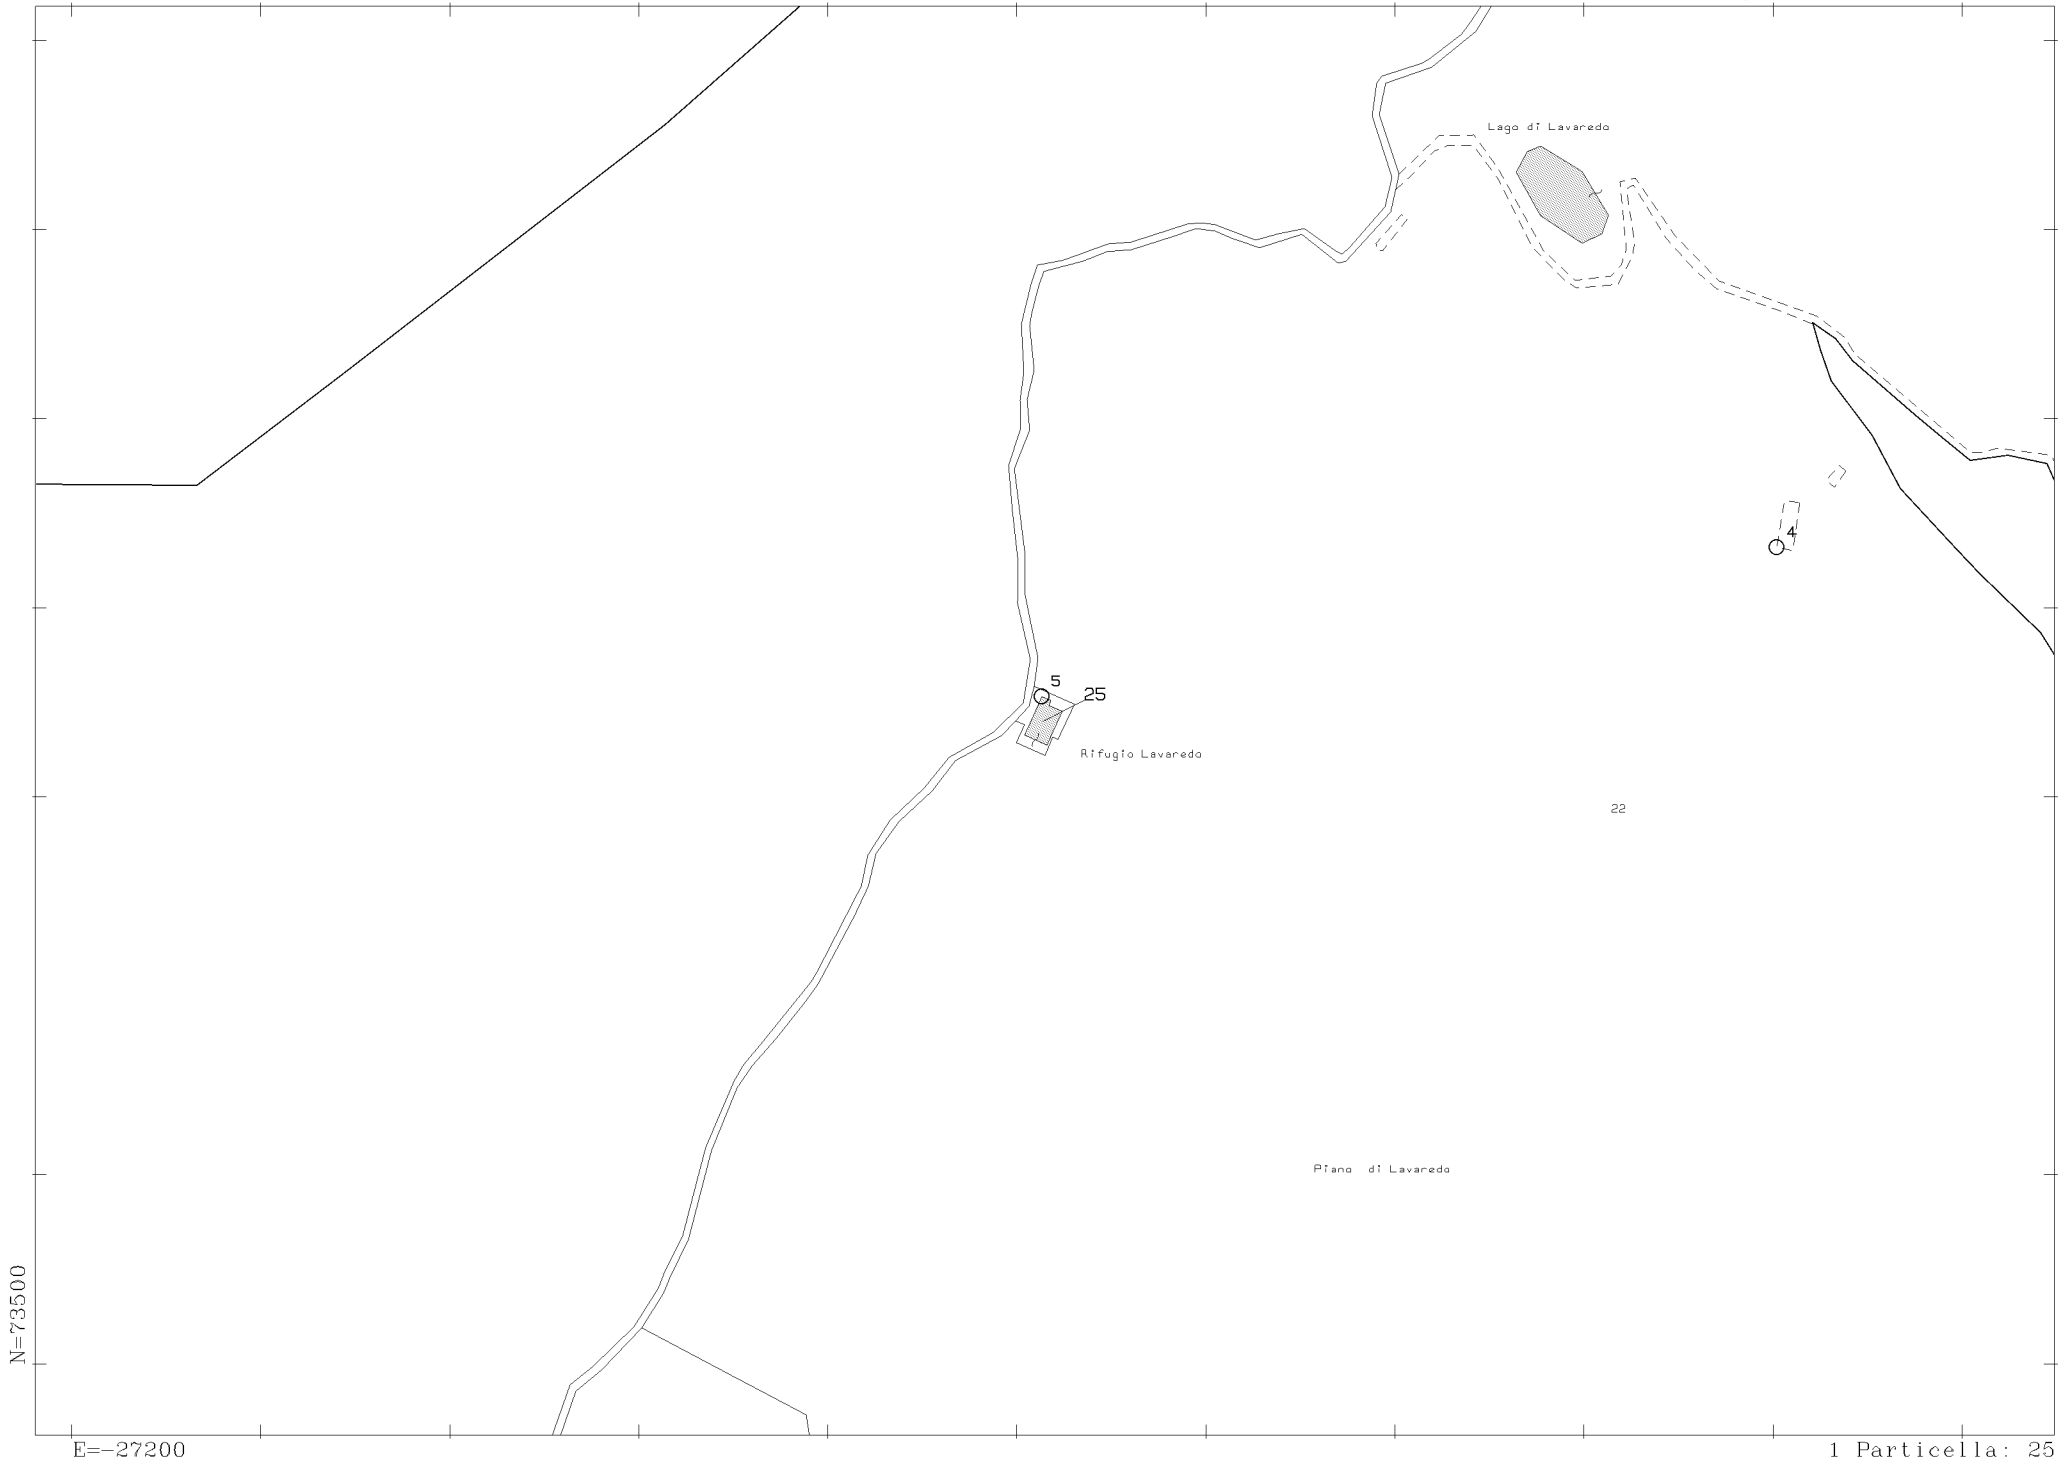 Lago di Lavaredo
4
5
25
Rifugio Lavaredo
22
Piano di Lavaredo
N=73500
E=-27200
1 Particella: 25